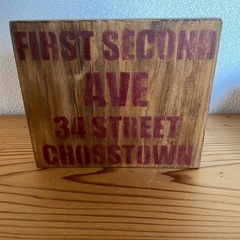 FIRST SECOND
AVE
34 STREET
CROSSTOWN